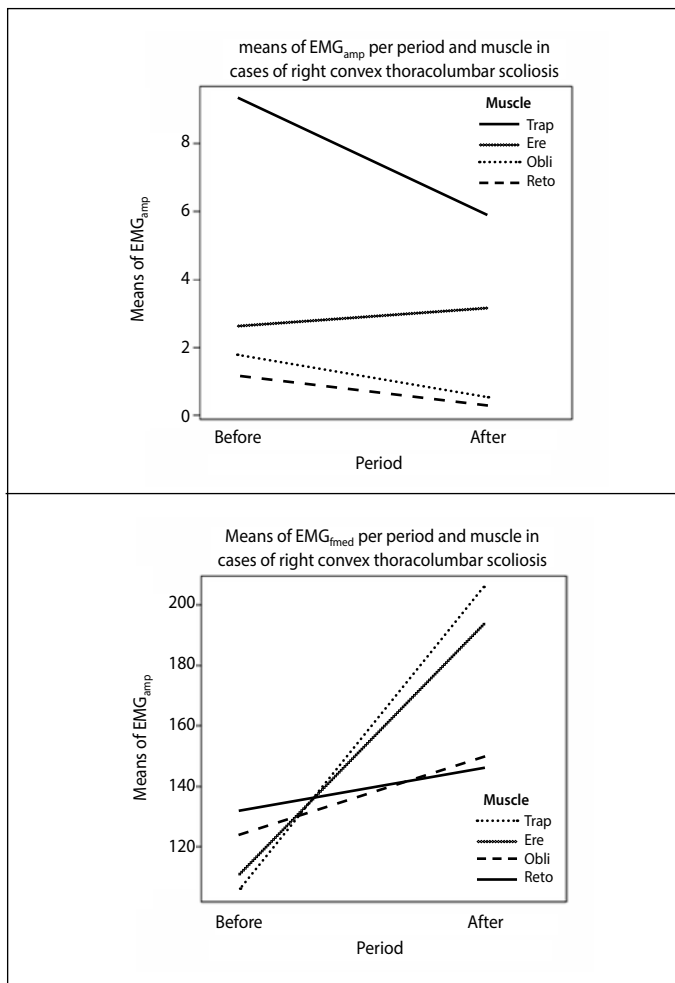 means of EMGamp per period and muscle in
cases of right convex thoracolumbar scoliosis
Muscle
Trap
Ere
Obli
Reto
8
6
4
2
0
Means of EMGamp
Before
After
Period
Means of EMGfmed per period and muscle in
cases of right convex thoracolumbar scoliosis
200
180
160
140
120
Means of EMGamp
Muscle
Trap
Ere
Obli
Reto
Before
After
Period